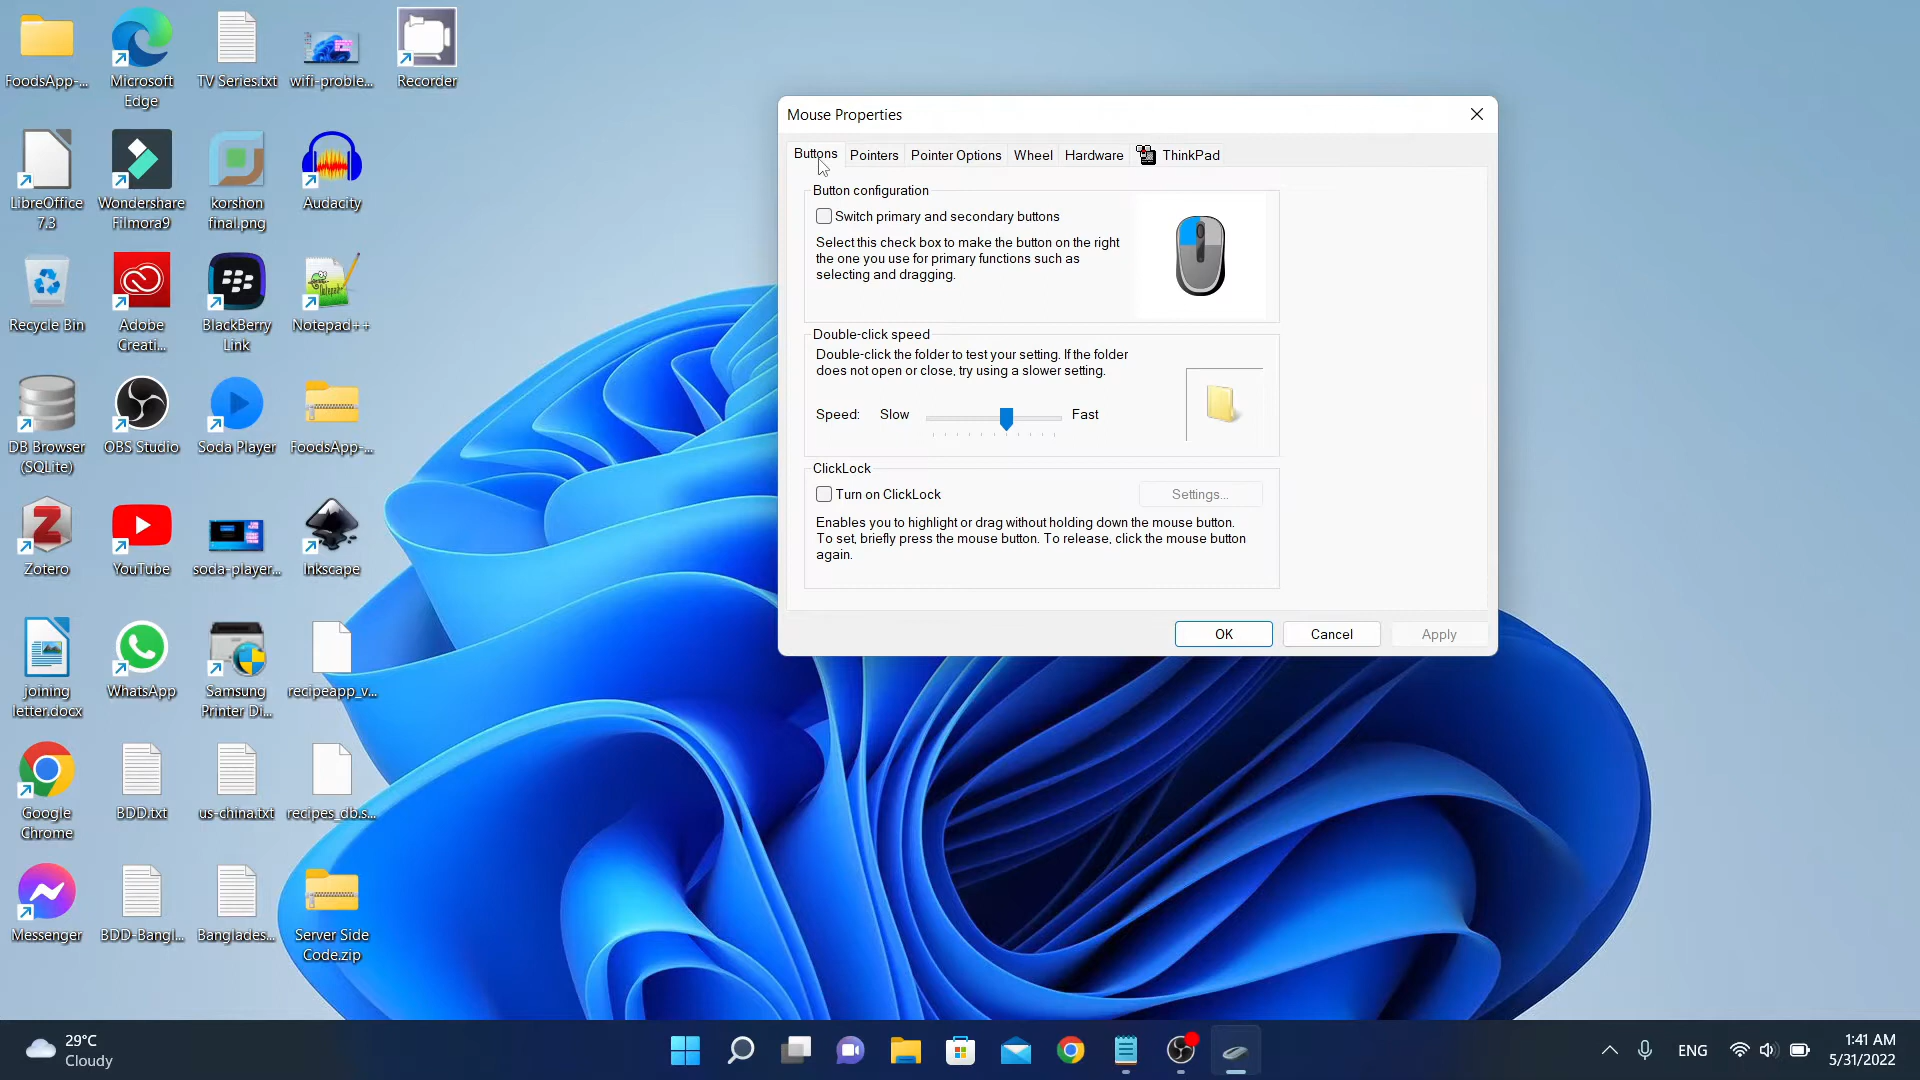 FoodsApp-...
Microsoft
Edge
TV Series.txt
wifi-proble...
Recorder
LibreOffice
7.3
Wondershare
Filmora9
korshon
final.png
Audacity
Recycle Bin
Adobe
Creati...
BlackBerry
Link
Notepad++
DB Browser
(SQLite)
OBS Studio
Soda Player
FoodsApp-...
Zotero
YouTube
soda-player...
Inkscape
joining
letter.docx
WhatsApp
Samsung
Printer Di...
recipeapp_v...
Google
Chrome
BDD.txt
us-china.txt
recipes_db.s...
Messenger
BDD-Bangl...
Banglades...
Server Side
Code.zip
Mouse Properties
Buttons
Pointers
Pointer Options
Wheel
Hardware
ThinkPad
Button configuration
Switch primary and secondary buttons
Select this check box to make the button on the right
the one you use for primary functions such as
selecting and dragging.
Double-click speed
Double-click the folder to test your setting. If the folder
does not open or close, try using a slower setting.
Speed: Slow Fast
ClickLock
Turn on ClickLock
Settings...
Enables you to highlight or drag without holding down the mouse button.
To set, briefly press the mouse button. To release, click the mouse button
again.
OK
Cancel
Apply
29°C
Cloudy
ENG
1:41 AM
5/31/2022